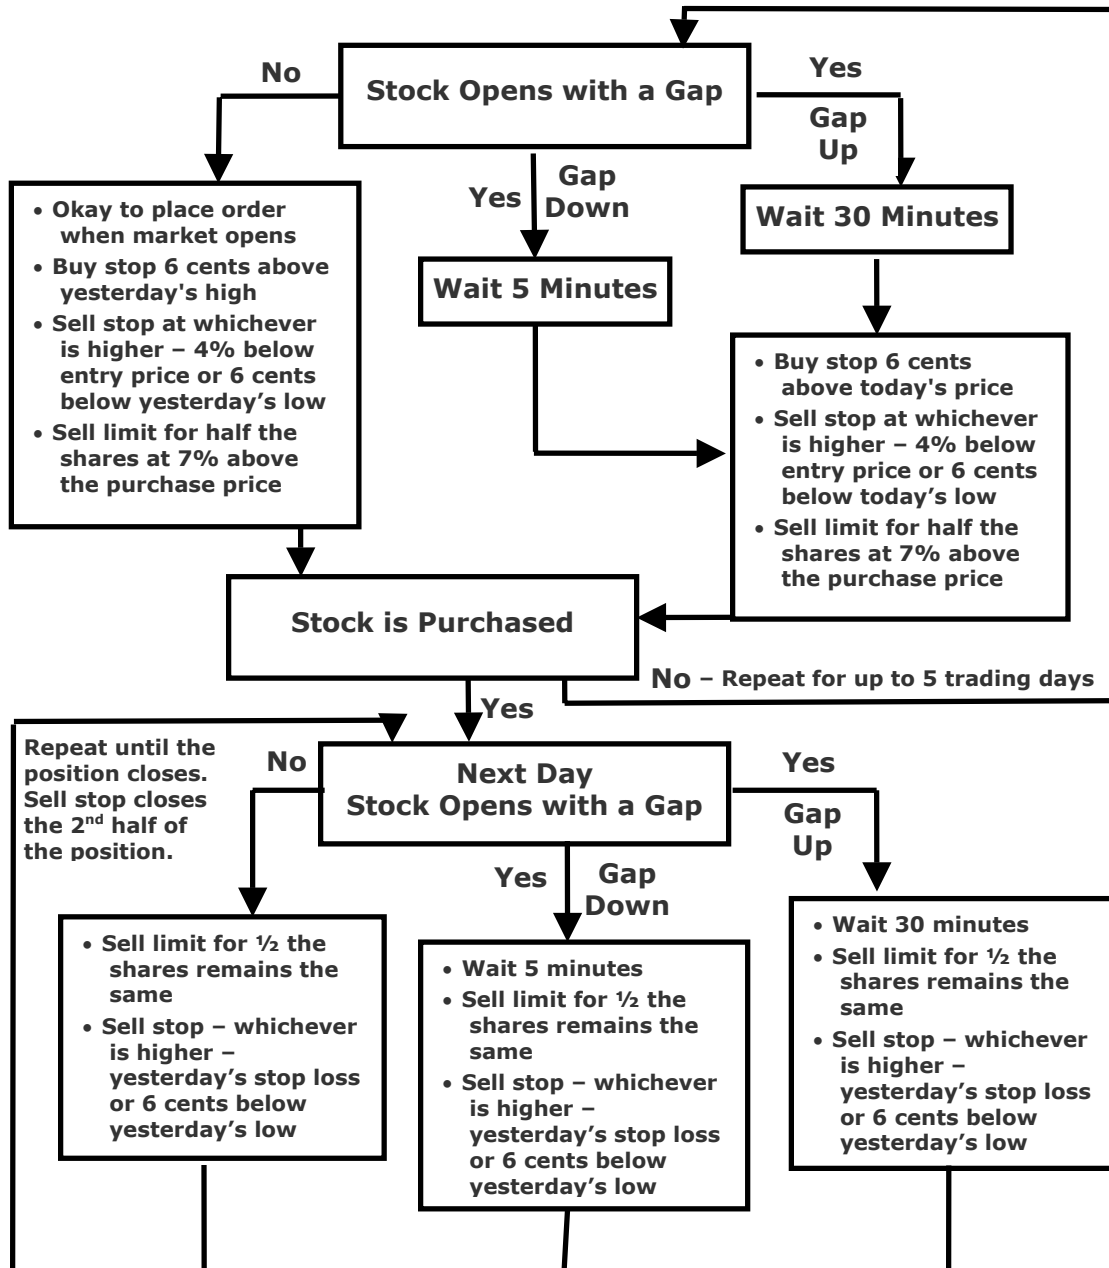 Stock Opens with a Gap
No
Yes
Gap
Up
Yes
Gap
Down
• Okay to place order
when market opens
• Buy stop 6 cents above
yesterday's high
• Sell stop at whichever
is higher – 4% below
entry price or 6 cents
below yesterday’s low
• Sell limit for half the
shares at 7% above
the purchase price
Wait 5 Minutes
Wait 30 Minutes
• Buy stop 6 cents
above today's price
• Sell stop at whichever
is higher – 4% below
entry price or 6 cents
below today’s low
• Sell limit for half the
shares at 7% above
the purchase price
Stock is Purchased
No – Repeat for up to 5 trading days
Yes
Repeat until the
position closes.
Sell stop closes
the 2nd half of
the position.
Next Day
Stock Opens with a Gap
No
Yes
Gap
Down
Yes
Gap
Up
• Sell limit for ½ the
shares remains the
same
• Sell stop – whichever
is higher –
yesterday’s stop loss
or 6 cents below
yesterday’s low
• Wait 5 minutes
• Sell limit for ½ the
shares remains the
same
• Sell stop – whichever
is higher –
yesterday’s stop loss
or 6 cents below
yesterday’s low
• Wait 30 minutes
• Sell limit for ½ the
shares remains the
same
• Sell stop – whichever
is higher –
yesterday’s stop loss
or 6 cents below
yesterday’s low